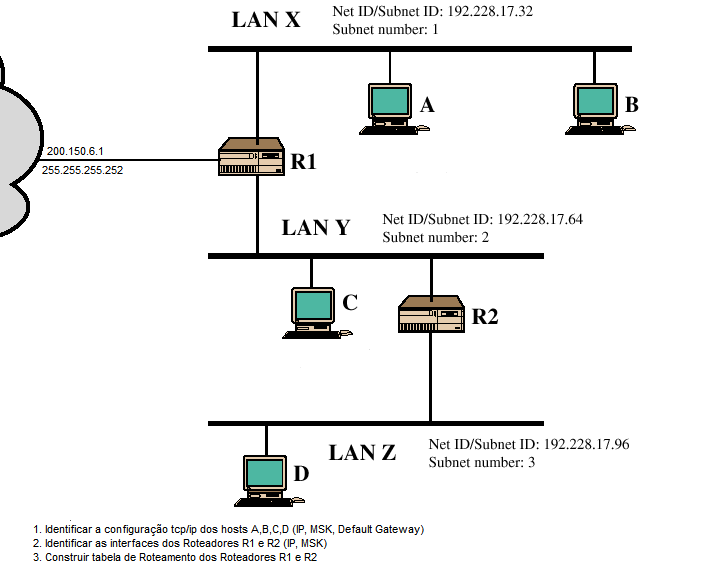 LAN X
Net ID/Subnet ID: 192.228.17.32
Subnet number: 1
A
B
200.150.6.1
255.255.255.252
R1
LAN Y
Net ID/Subnet ID: 192.228.17.64
Subnet number: 2
C
R2
LAN Z
Net ID/Subnet ID: 192.228.17.96
Subnet number: 3
D
1. Identificar a configuração tcp/ip dos hosts A,B,C,D (IP, MSK, Default Gateway)
2. Identificar as interfaces dos Roteadores R1 e R2 (IP, MSK)
3. Construir tabela de Roteamento dos Roteadores R1 e R2